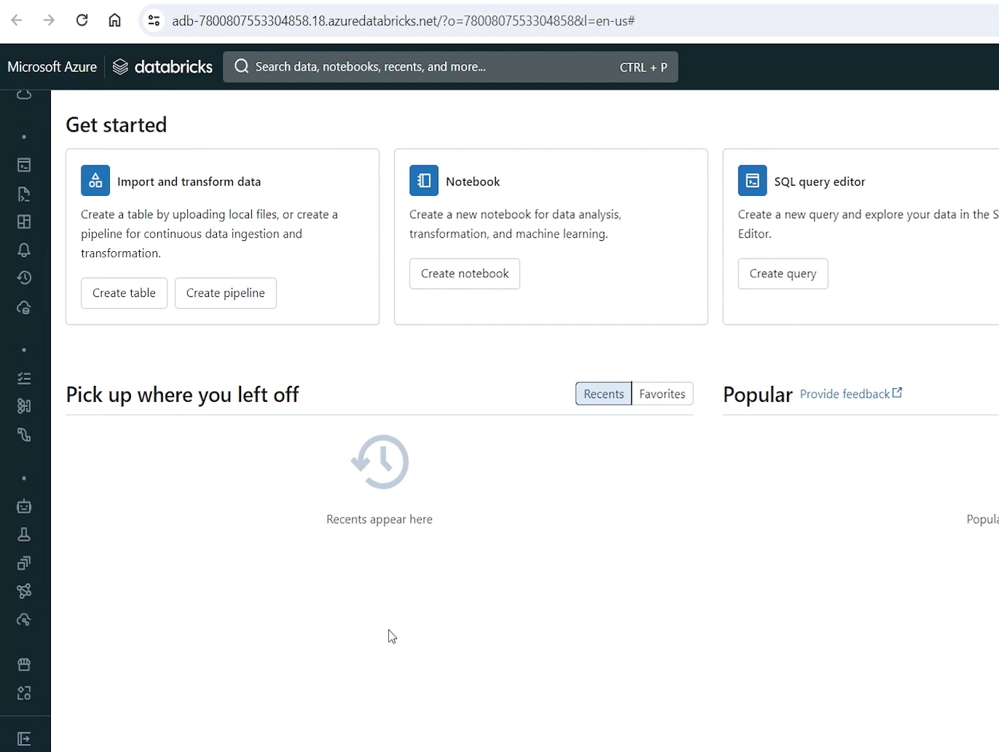 adb-7800807553304858.18.azuredatabricks.net/?o=7800807553304858&l=en-us#
Microsoft Azure databricks Search data, notebooks, recents, and more... CTRL + P
Get started
Import and transform data
Create a table by uploading local files, or create a
pipeline for continuous data ingestion and
transformation.
Create table Create pipeline
Notebook
Create a new notebook for data analysis,
transformation, and machine learning.
Create notebook
SQL query editor
Create a new query and explore your data in the S
Editor.
Create query
Pick up where you left off
Recents Favorites
Recents appear here
Popular Provide feedback
Popula